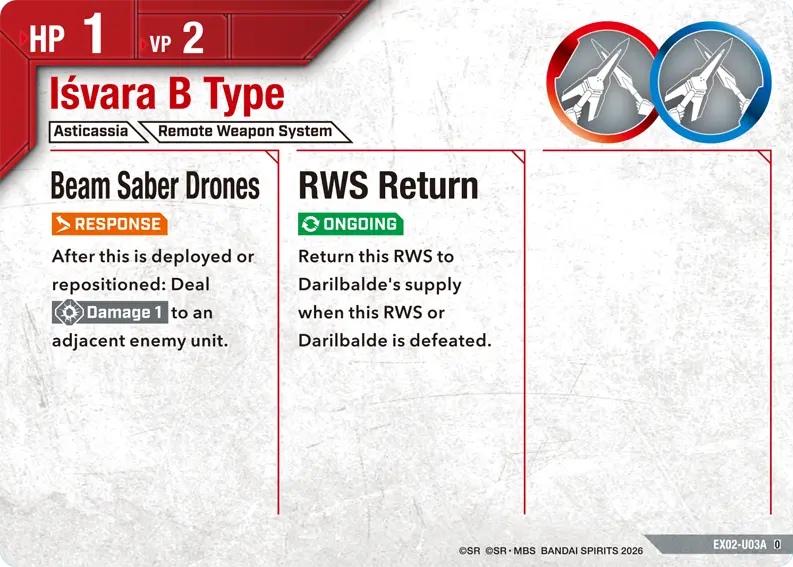 HP 1
VP 2
Iśvara B Type
Asticassia
Remote Weapon System
Beam Saber Drones
RESPONSE
After this is deployed or
repositioned: Deal
Damage 1 to an
adjacent enemy unit.
RWS Return
ONGOING
Return this RWS to
Darilbalde's supply
when this RWS or
Darilbalde is defeated.
©SR ©SR・MBS BANDAI SPIRITS 2026
EX02-U03A 0